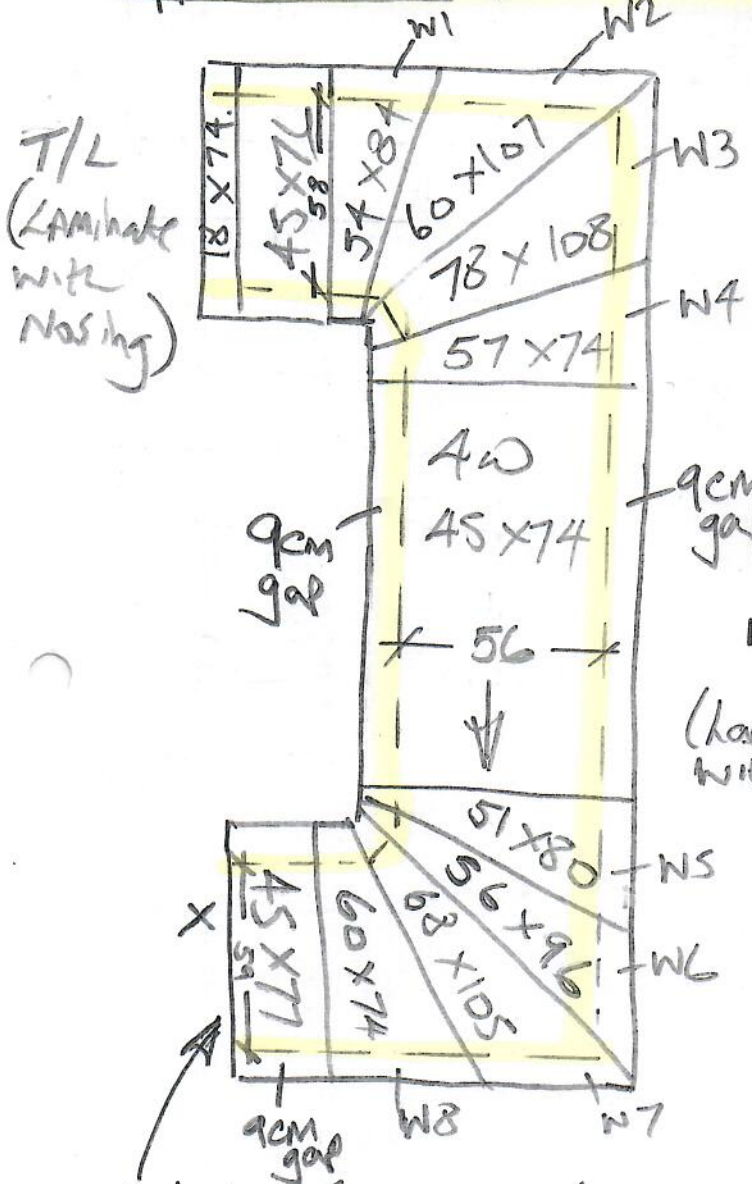 W1
W2
T/L
(Laminate
with
Nosing)
18 x 74
45 x 74
58
54 x 84
60 x 107
W3
78 x 108
W4
57 x 74
9cm
gap
9cm
ga
45 x 74
56
(
wi
51 x 80
W5
56 x 96
W6
68 x 105
60 x 74
45 x 77
59
X
9cm
gap
W8
W7